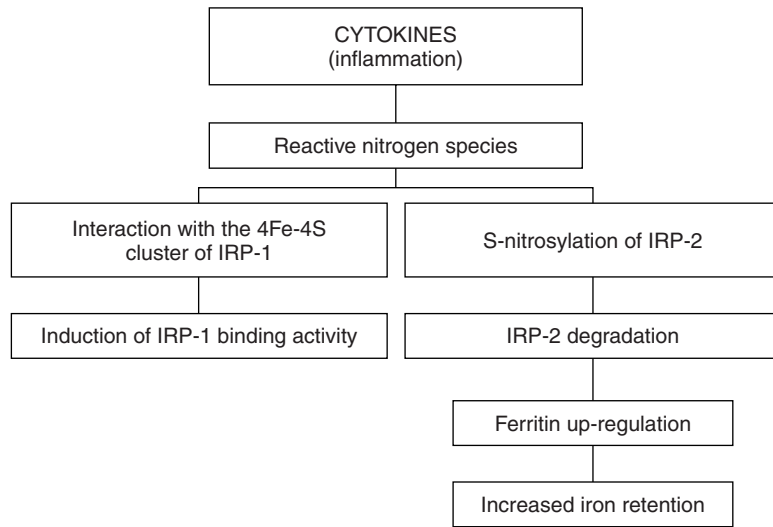 CYTOKINES
(inflammation)
Reactive nitrogen species
Interaction with the 4Fe-4S
cluster of IRP-1
S-nitrosylation of IRP-2
Induction of IRP-1 binding activity
IRP-2 degradation
Ferritin up-regulation
Increased iron retention